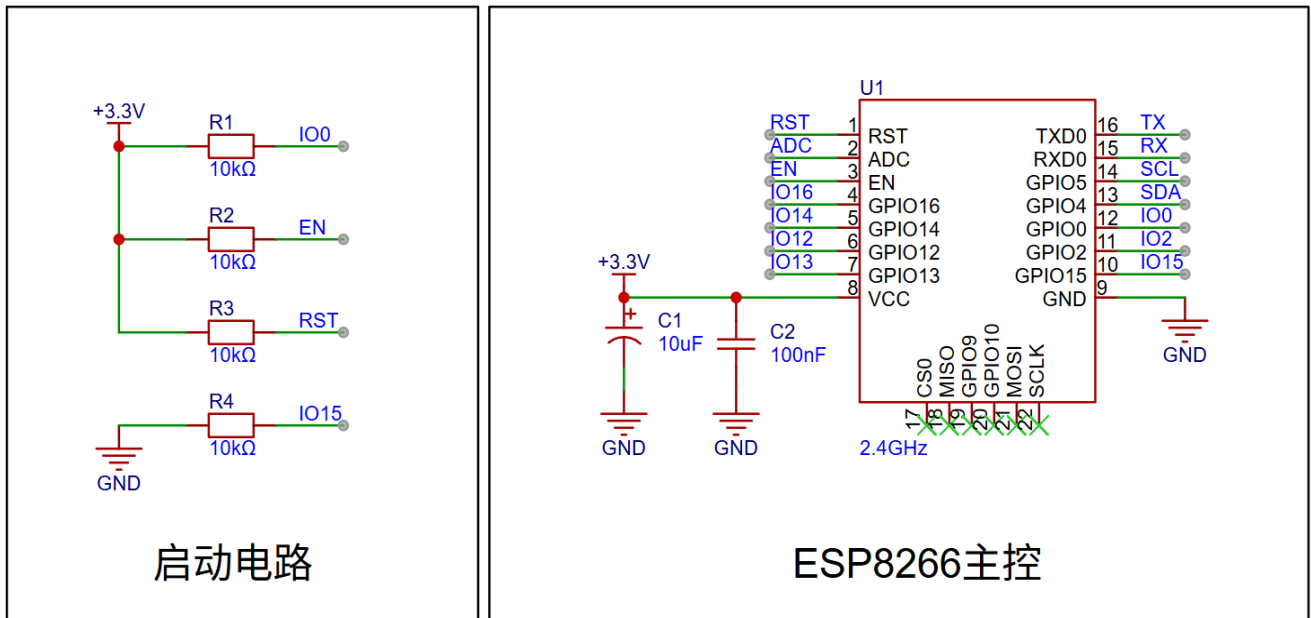 +3.3V
R1
IO0
10kΩ
R2
EN
10kΩ
R3
RST
10kΩ
R4
IO15
10kΩ
GND
启动电路
U1
RST 1 RST TXD0 16 TX
ADC 2 ADC RXD0 15 RX
EN 3 EN GPIO5 14 SCL
IO16 4 GPIO16 GPIO4 13 SDA
IO14 5 GPIO14 GPIO0 12 IO0
IO12 6 GPIO12 GPIO2 11 IO2
IO13 7 GPIO13 GPIO15 10 IO15
8 VCC GND 9
+3.3V
+
C1
10uF
C2
100nF
GND
GND
GND
CS0
MISO
GPIO9
GPIO10
MOSI
SCLK
17
18
19
20
21
22
2.4GHz
ESP8266主控